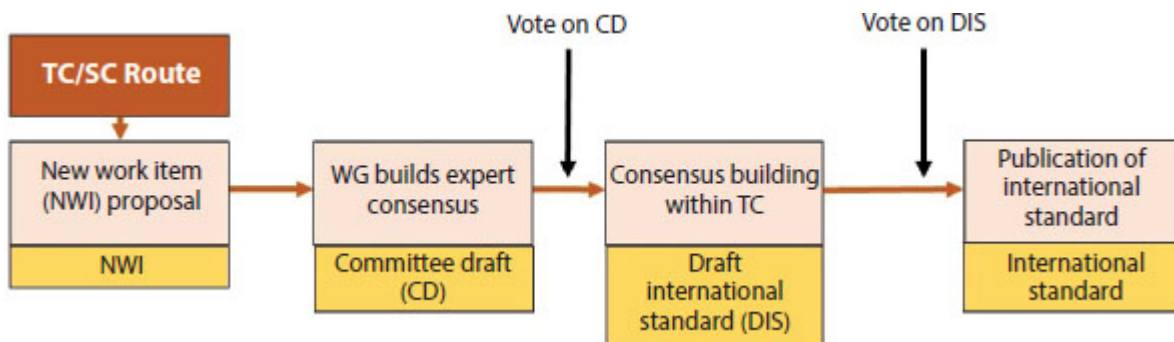 Vote on CD
Vote on DIS
TC/SC Route
New work item
(NWI) proposal
NWI
WG builds expert
consensus
Committee draft
(CD)
Consensus building
within TC
Draft
international
standard (DIS)
Publication of
international
standard
International
standard